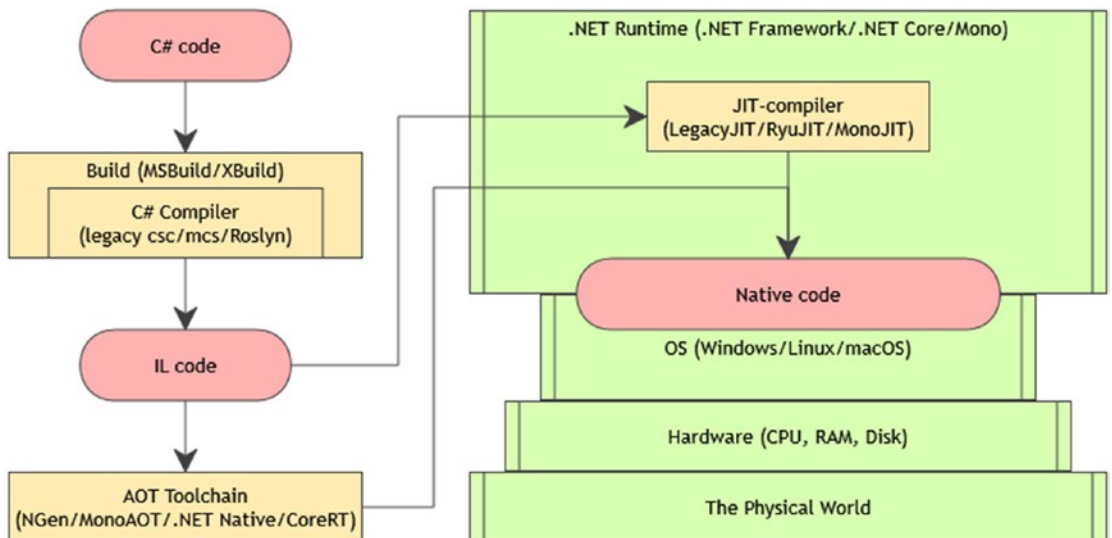 C# code
Build (MSBuild/XBuild)
C# Compiler
(legacy csc/mcs/Roslyn)
IL code
AOT Toolchain
(NGen/MonoAOT/.NET Native/CoreRT)
.NET Runtime (.NET Framework/.NET Core/Mono)
JIT-compiler
(LegacyJIT/RyuJIT/MonoJIT)
Native code
OS (Windows/Linux/macOS)
Hardware (CPU, RAM, Disk)
The Physical World